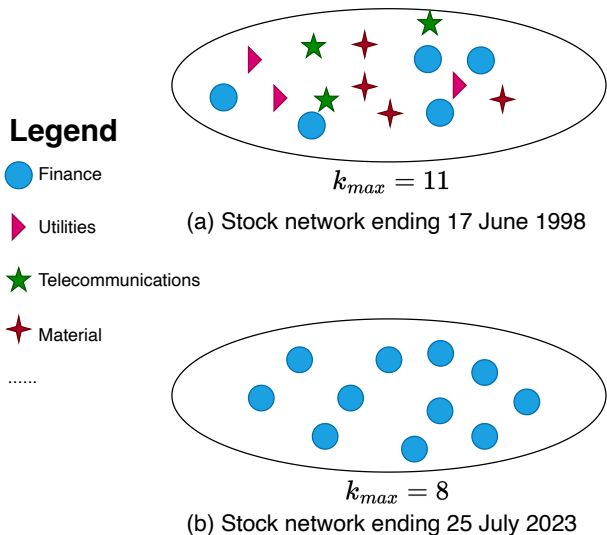 k_{max} = 11
(a) Stock network ending 17 June 1998
Legend
Finance
Utilities
Telecommunications
Material
......
k_{max} = 8
(b) Stock network ending 25 July 2023